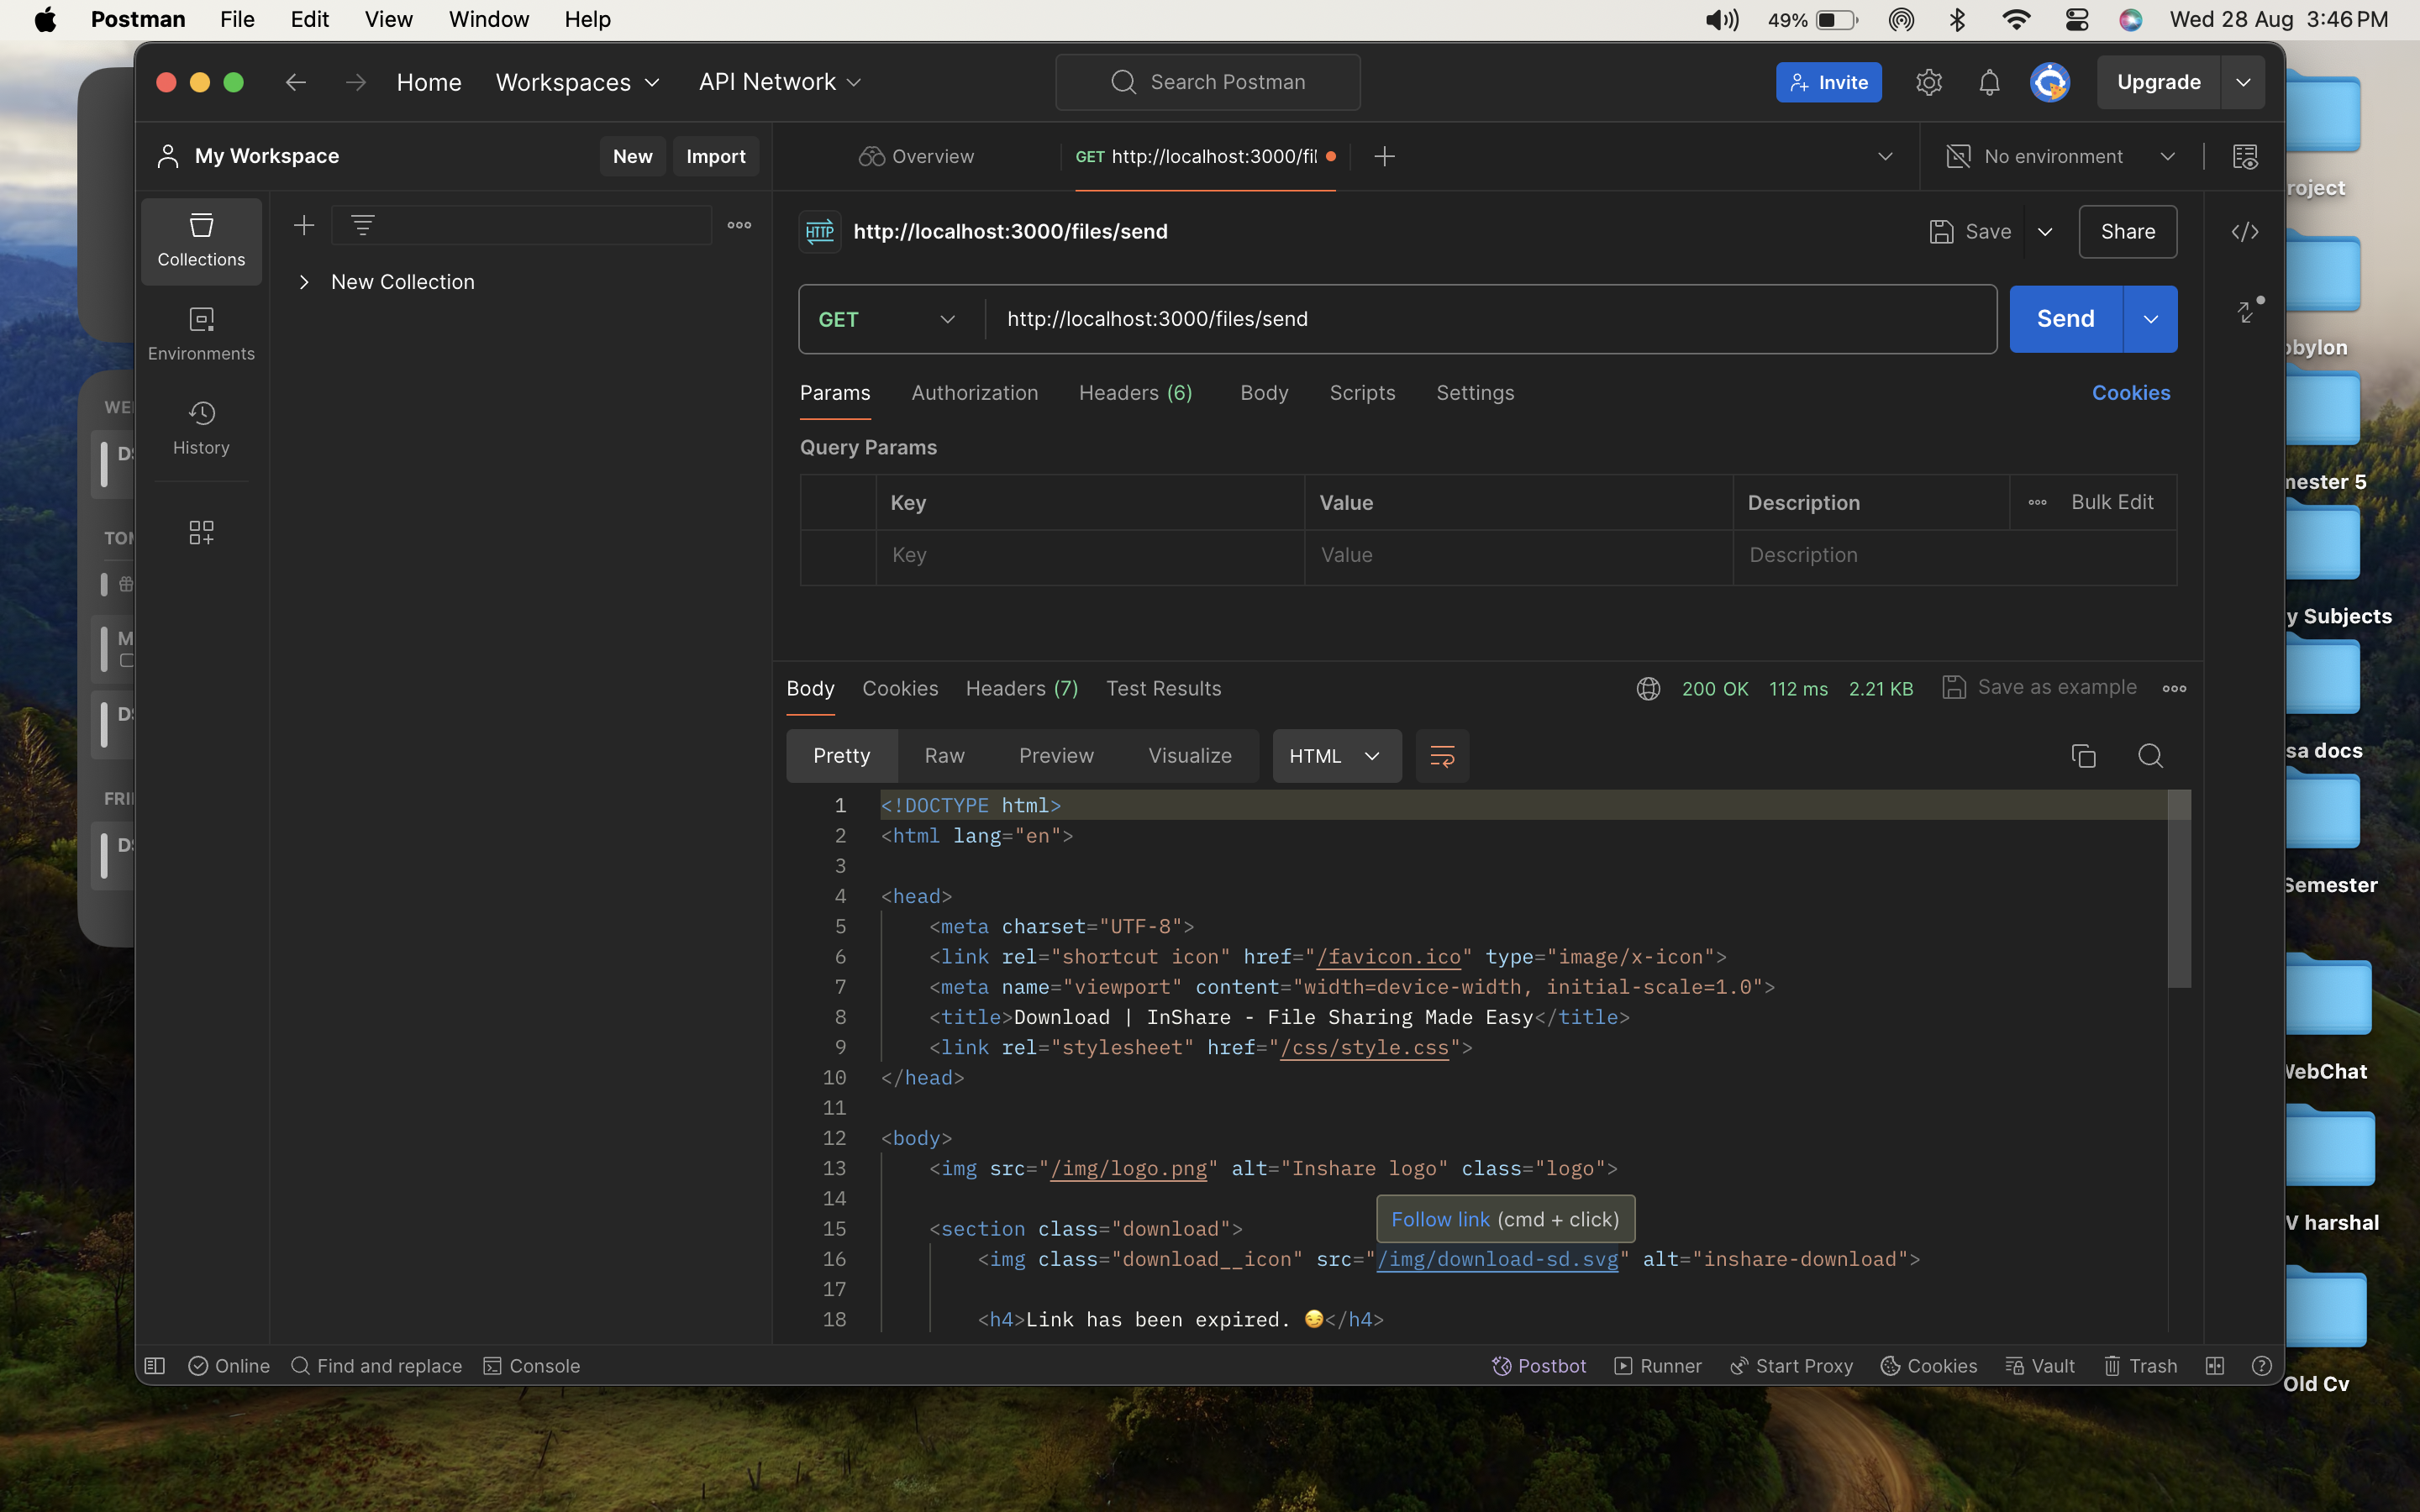 Postman File Edit View Window Help 49% Wed 28 Aug 3:46 PM
Home Workspaces API Network Search Postman Invite Upgrade
My Workspace New Import Overview GET http://localhost:3000/fil No environment
Collections
Environments
History
New Collection
HTTP http://localhost:3000/files/send Save Share
GET http://localhost:3000/files/send Send
Params Authorization Headers (6) Body Scripts Settings Cookies
Query Params
Key Value Description Bulk Edit
Key Value Description
Body Cookies Headers (7) Test Results 200 OK 112 ms 2.21 KB Save as example
Pretty Raw Preview Visualize HTML
1 <!DOCTYPE html>
2 <html lang="en">
3
4 <head>
5 <meta charset="UTF-8">
6 <link rel="shortcut icon" href="/favicon.ico" type="image/x-icon">
7 <meta name="viewport" content="width=device-width, initial-scale=1.0">
8 <title>Download | InShare - File Sharing Made Easy</title>
9 <link rel="stylesheet" href="/css/style.css">
10 </head>
11
12 <body>
13 <img src="/img/logo.png" alt="Inshare logo" class="logo">
14
Follow link (cmd + click)
15 <section class="download">
16 <img class="download__icon" src="/img/download-sd.svg" alt="inshare-download">
17
18 <h4>Link has been expired. 😏</h4>
Online Find and replace Console Postbot Runner Start Proxy Cookies Vault Trash
roject
obylon
mester 5
y Subjects
sa docs
Semester
WebChat
V harshal
Old Cv